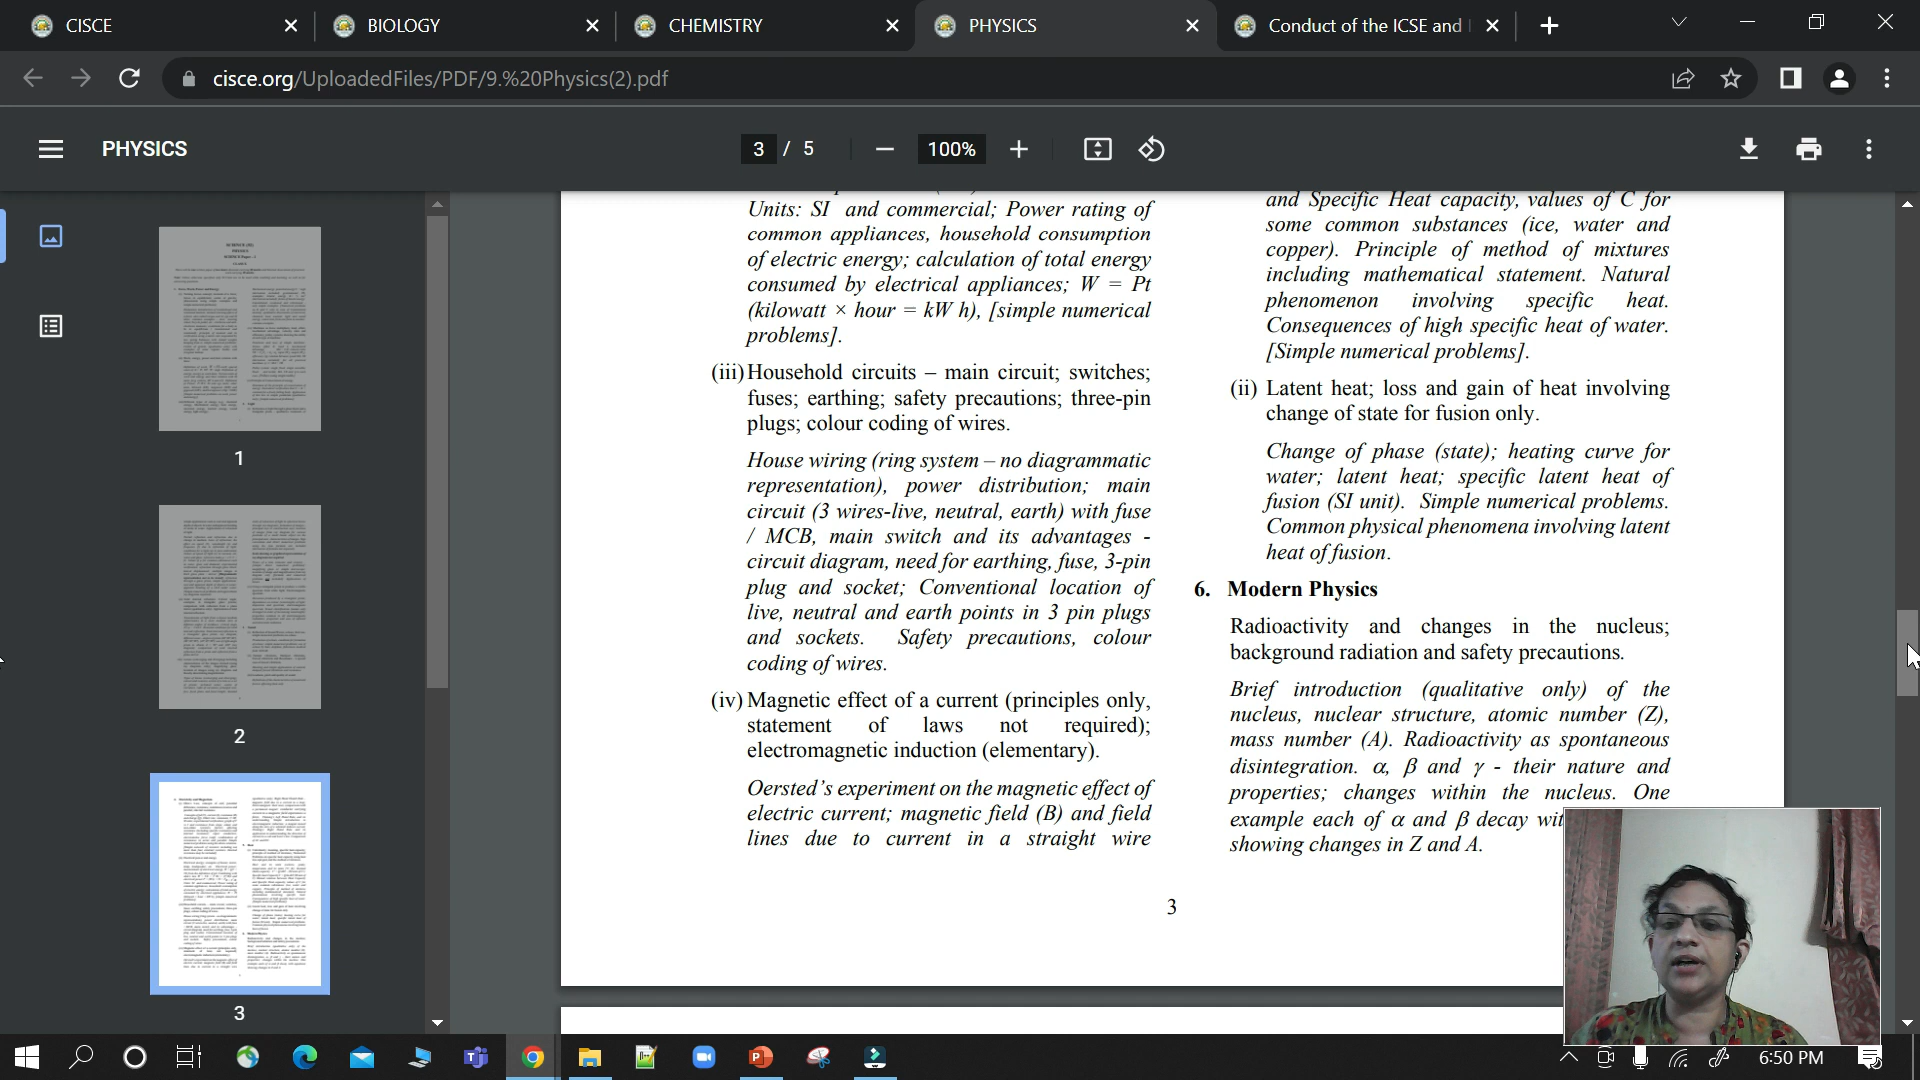 CISCE
BIOLOGY
CHEMISTRY
PHYSICS
Conduct of the ICSE and
cisce.org/UploadedFiles/PDF/9.%20Physics(2).pdf
PHYSICS
3 / 5
100%
1
2
3
Units: SI and commercial; Power rating of
common appliances, household consumption
of electric energy; calculation of total energy
consumed by electrical appliances; W = Pt
(kilowatt × hour = kW h), [simple numerical
problems].
(iii) Household circuits – main circuit; switches;
fuses; earthing; safety precautions; three-pin
plugs; colour coding of wires.
House wiring (ring system – no diagrammatic
representation), power distribution; main
circuit (3 wires-live, neutral, earth) with fuse
/ MCB, main switch and its advantages -
circuit diagram, need for earthing, fuse, 3-pin
plug and socket; Conventional location of
live, neutral and earth points in 3 pin plugs
and sockets. Safety precautions, colour
coding of wires.
(iv) Magnetic effect of a current (principles only,
statement of laws not required);
electromagnetic induction (elementary).
Oersted's experiment on the magnetic effect of
electric current; magnetic field (B) and field
lines due to current in a straight wire
and Specific Heat capacity, values of C for
some common substances (ice, water and
copper). Principle of method of mixtures
including mathematical statement. Natural
phenomenon involving specific heat.
Consequences of high specific heat of water.
[Simple numerical problems].
(ii) Latent heat; loss and gain of heat involving
change of state for fusion only.
Change of phase (state); heating curve for
water; latent heat; specific latent heat of
fusion (SI unit). Simple numerical problems.
Common physical phenomena involving latent
heat of fusion.
6. Modern Physics
Radioactivity and changes in the nucleus;
background radiation and safety precautions.
Brief introduction (qualitative only) of the
nucleus, nuclear structure, atomic number (Z),
mass number (A). Radioactivity as spontaneous
disintegration. α, β and γ - their nature and
properties; changes within the nucleus. One
example each of α and β decay wit
showing changes in Z and A.
3
6:50 PM